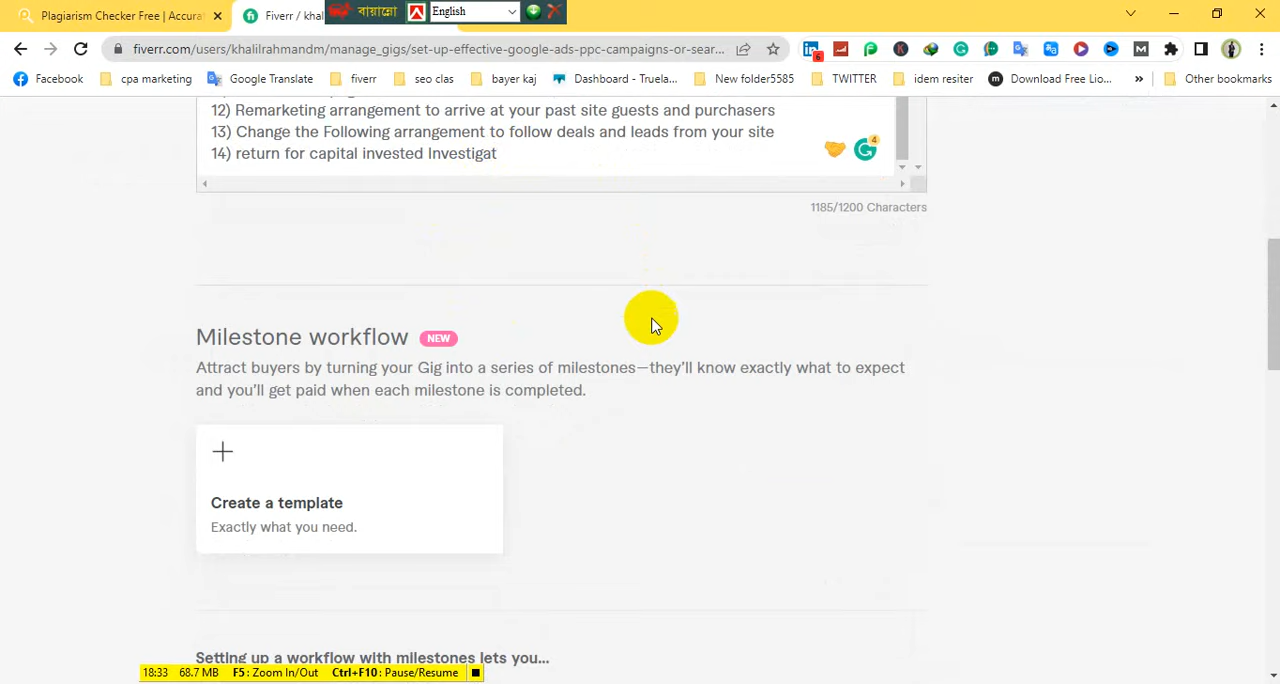 Plagiarism Checker Free | Accurat
Fiverr / khal
বায়ান্নো
English
fiverr.com/users/khalilrahmandm/manage_gigs/set-up-effective-google-ads-ppc-campaigns-or-sear...
6
Facebook
cpa marketing
Google Translate
fiverr
seo clas
bayer kaj
Dashboard - Truela...
New folder5585
TWITTER
idem resiter
Download Free Lio...
»
Other bookmarks
12) Remarketing arrangement to arrive at your past site guests and purchasers
13) Change the Following arrangement to follow deals and leads from your site
14) return for capital invested Investigat
4
1185/1200 Characters
Milestone workflow NEW
Attract buyers by turning your Gig into a series of milestones—they'll know exactly what to expect
and you'll get paid when each milestone is completed.
Create a template
Exactly what you need.
Setting up a workflow with milestones lets you...
18:33 68.7 MB F5: Zoom In/Out Ctrl+F10: Pause/Resume